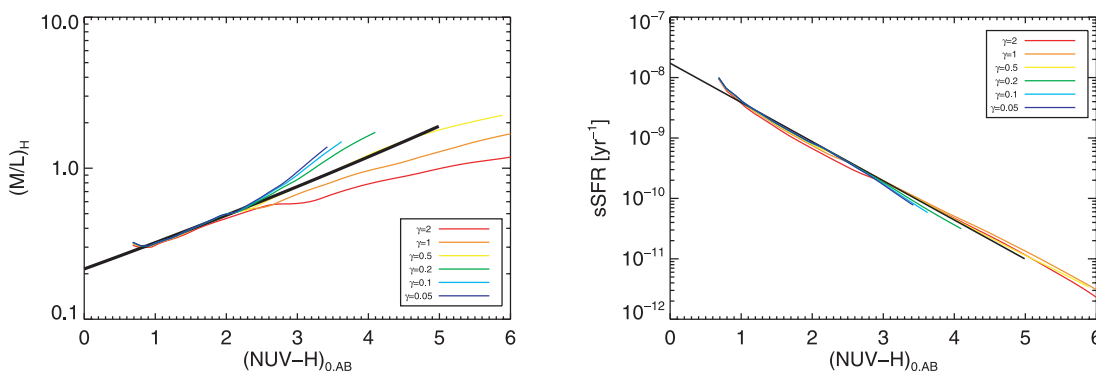 10.0
1.0
0.1
(M/L)H
0 1 2 3 4 5 6
(NUV−H)0,AB
γ=2
γ=1
γ=0.5
γ=0.2
γ=0.1
γ=0.05
10−7
10−8
10−9
10−10
10−11
10−12
sSFR [yr−1]
0 1 2 3 4 5 6
(NUV−H)0,AB
γ=2
γ=1
γ=0.5
γ=0.2
γ=0.1
γ=0.05